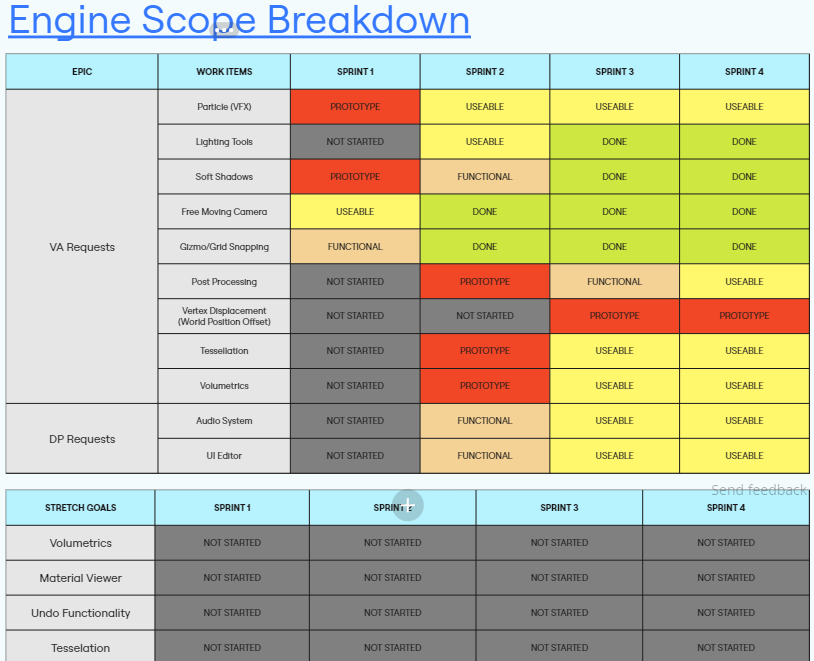 Engine Scope Breakdown
EPIC WORK ITEMS SPRINT 1 SPRINT 2 SPRINT 3 SPRINT 4
VA Requests
Particle (VFX) PROTOTYPE USEABLE USEABLE USEABLE
Lighting Tools NOT STARTED USEABLE DONE DONE
Soft Shadows PROTOTYPE FUNCTIONAL DONE DONE
Free Moving Camera USEABLE DONE DONE DONE
Gizmo/Grid Snapping FUNCTIONAL DONE DONE DONE
Post Processing NOT STARTED PROTOTYPE FUNCTIONAL USEABLE
Vertex Displacement
(World Position Offset) NOT STARTED NOT STARTED PROTOTYPE PROTOTYPE
Tessellation NOT STARTED PROTOTYPE USEABLE USEABLE
Volumetrics NOT STARTED PROTOTYPE USEABLE USEABLE
DP Requests
Audio System NOT STARTED FUNCTIONAL USEABLE USEABLE
UI Editor NOT STARTED FUNCTIONAL USEABLE USEABLE
Send feedback
STRETCH GOALS SPRINT 1 SPRINT 2 SPRINT 3 SPRINT 4
Volumetrics NOT STARTED NOT STARTED NOT STARTED NOT STARTED
Material Viewer NOT STARTED NOT STARTED NOT STARTED NOT STARTED
Undo Functionality NOT STARTED NOT STARTED NOT STARTED NOT STARTED
Tesselation NOT STARTED NOT STARTED NOT STARTED NOT STARTED